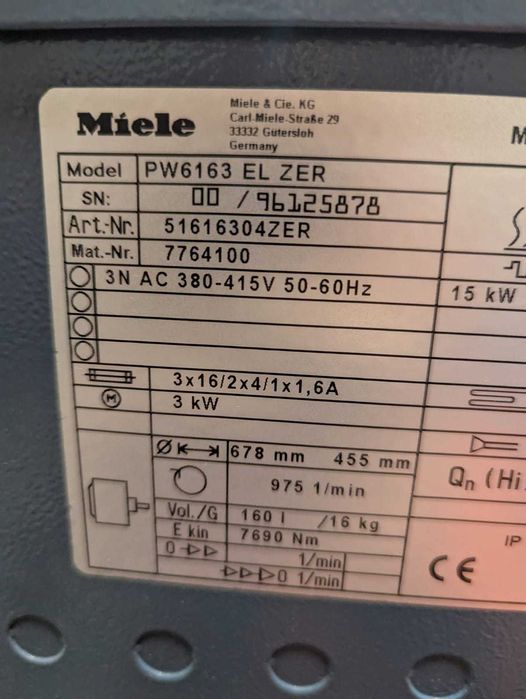 Miele
Miele & Cie. KG
Carl-Miele-Straße 29
33332 Gütersloh
Germany
M
Model PW6163 EL ZER
SN: 00 / 96125878
Art.-Nr. 51616304ZER
Mat.-Nr. 7764100
3N AC 380-415V 50-60Hz
15 kW
3x16/2x4/1x1,6A
M 3 kW
Ø 678 mm 455 mm
975 1/min
Qn (Hi
Vol./G 160 l /16 kg
E kin 7690 Nm
IP
0 1/min
0 1/min
CE